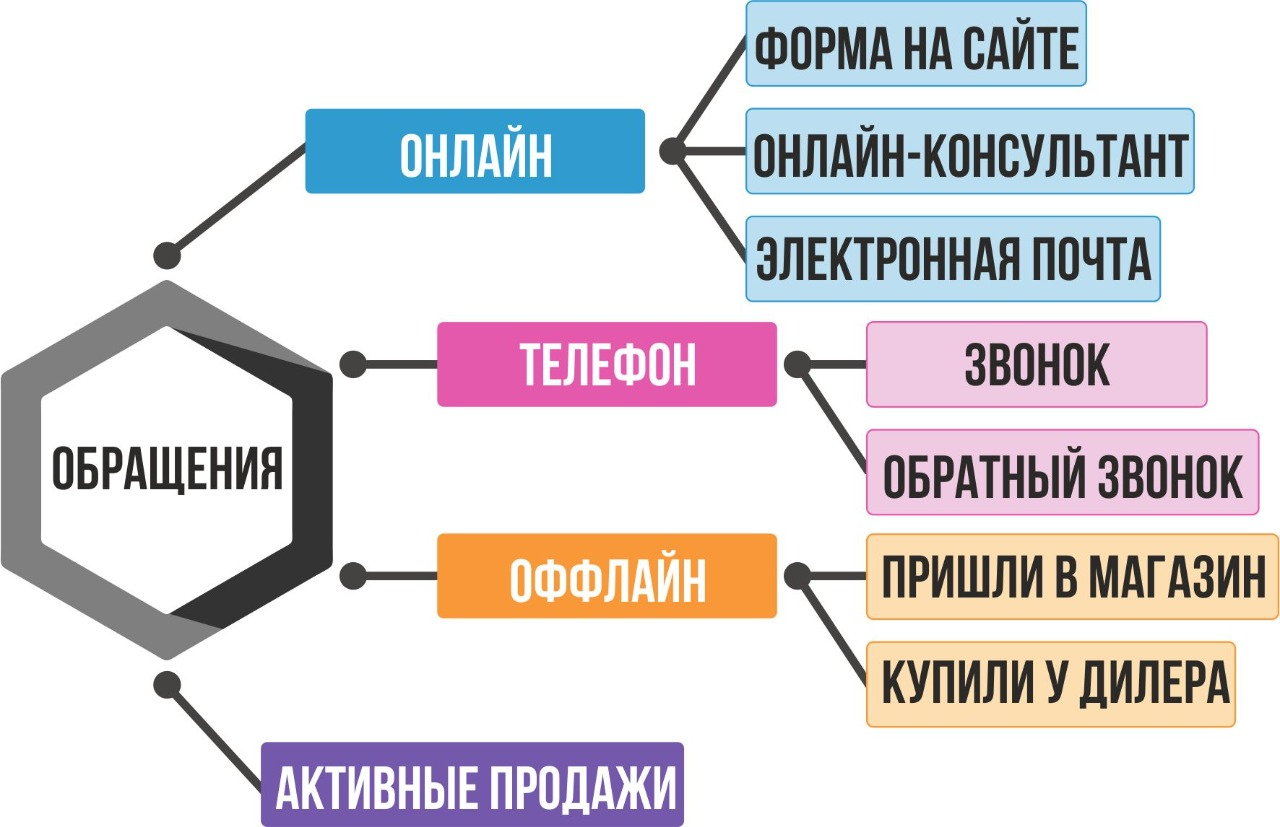 ФОРМА НА САЙТЕ
ОНЛАЙН
ОНЛАЙН-КОНСУЛЬТАНТ
ЭЛЕКТРОННАЯ ПОЧТА
ТЕЛЕФОН
ЗВОНОК
ОБРАЩЕНИЯ
ОБРАТНЫЙ ЗВОНОК
ОФФЛАЙН
ПРИШЛИ В МАГАЗИН
КУПИЛИ У ДИЛЕРА
АКТИВНЫЕ ПРОДАЖИ